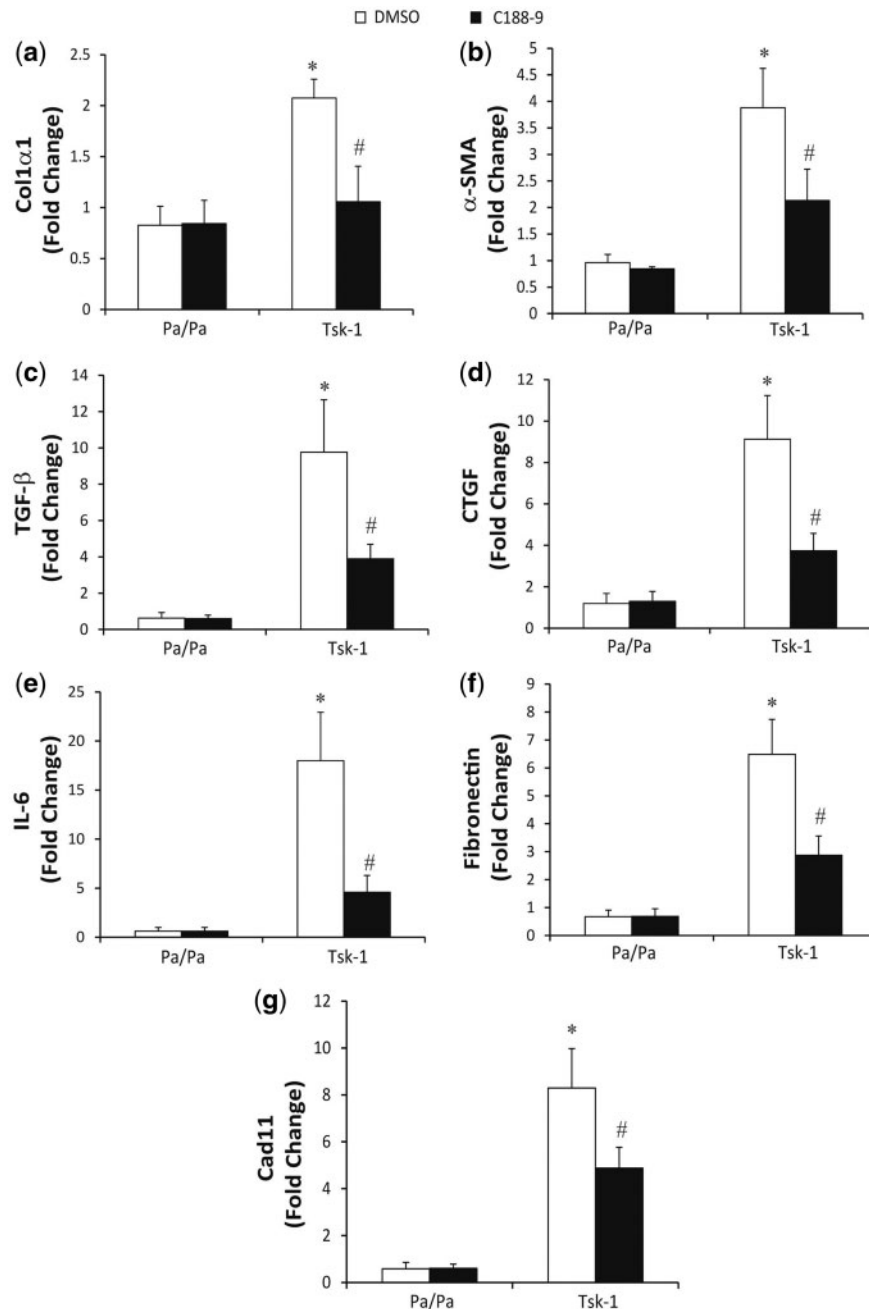 DMSO C188-9
(a)
Col1α1
(Fold Change)
2.5
2
1.5
1
0.5
0
*
#
Pa/Pa Tsk-1
(b)
α-SMA
(Fold Change)
5
4.5
4
3.5
3
2.5
2
1.5
1
0.5
0
*
#
Pa/Pa Tsk-1
(c)
TGF-β
(Fold Change)
14
12
10
8
6
4
2
0
*
#
Pa/Pa Tsk-1
(d)
CTGF
(Fold Change)
12
10
8
6
4
2
0
*
#
Pa/Pa Tsk-1
(e)
IL-6
(Fold Change)
25
20
15
10
5
0
*
#
Pa/Pa Tsk-1
(f)
Fibronectin
(Fold Change)
9
8
7
6
5
4
3
2
1
0
*
#
Pa/Pa Tsk-1
(g)
Cad11
(Fold Change)
12
10
8
6
4
2
0
*
#
Pa/Pa Tsk-1